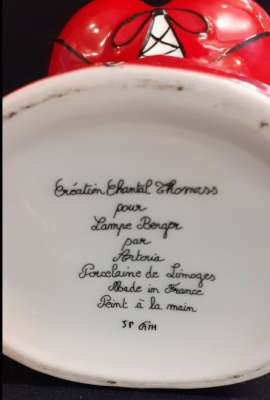 Création Chantal Thomass
pour
Lampe Berger
par
Artoria
Porcelaine de Limoges
Made in France
Peint à la main